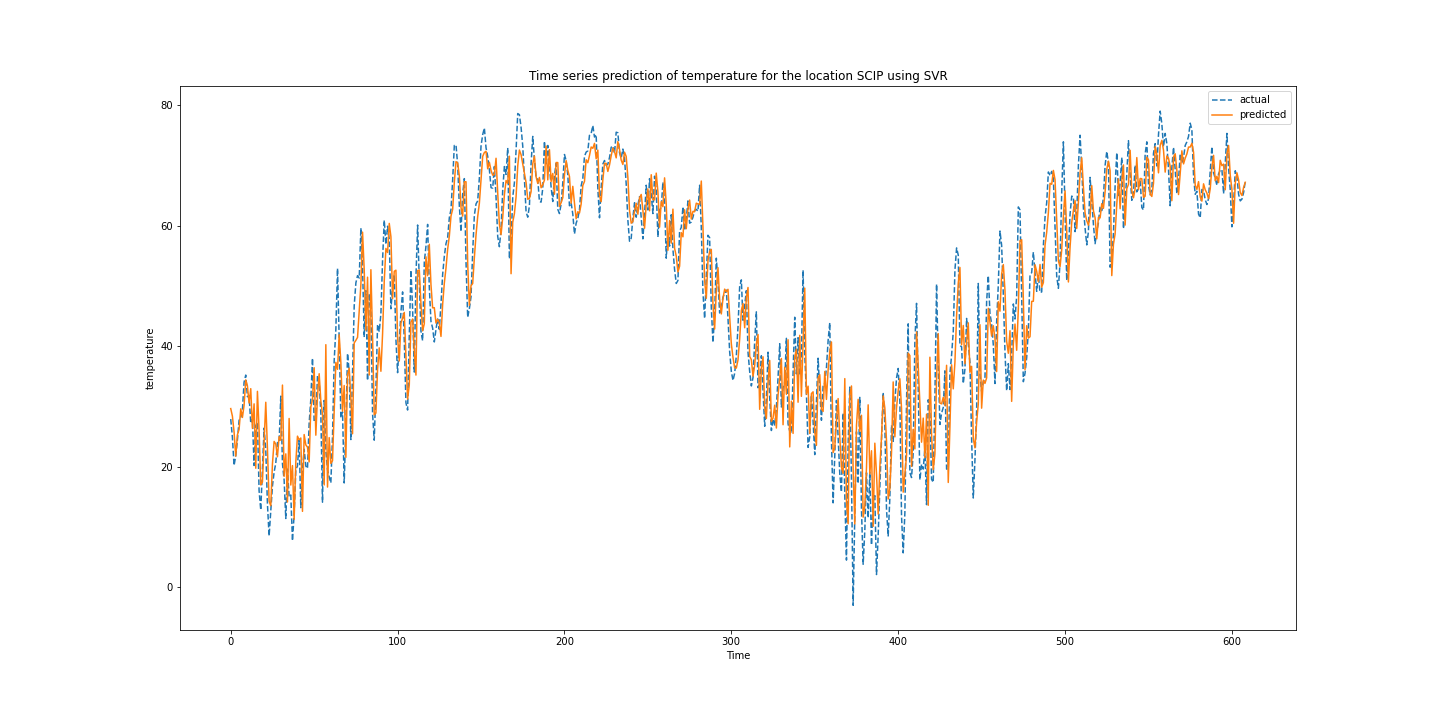 Time series prediction of temperature for the location SCIP using SVR
actual
predicted
80
60
40
20
0
temperature
0 100 200 300 400 500 600
Time